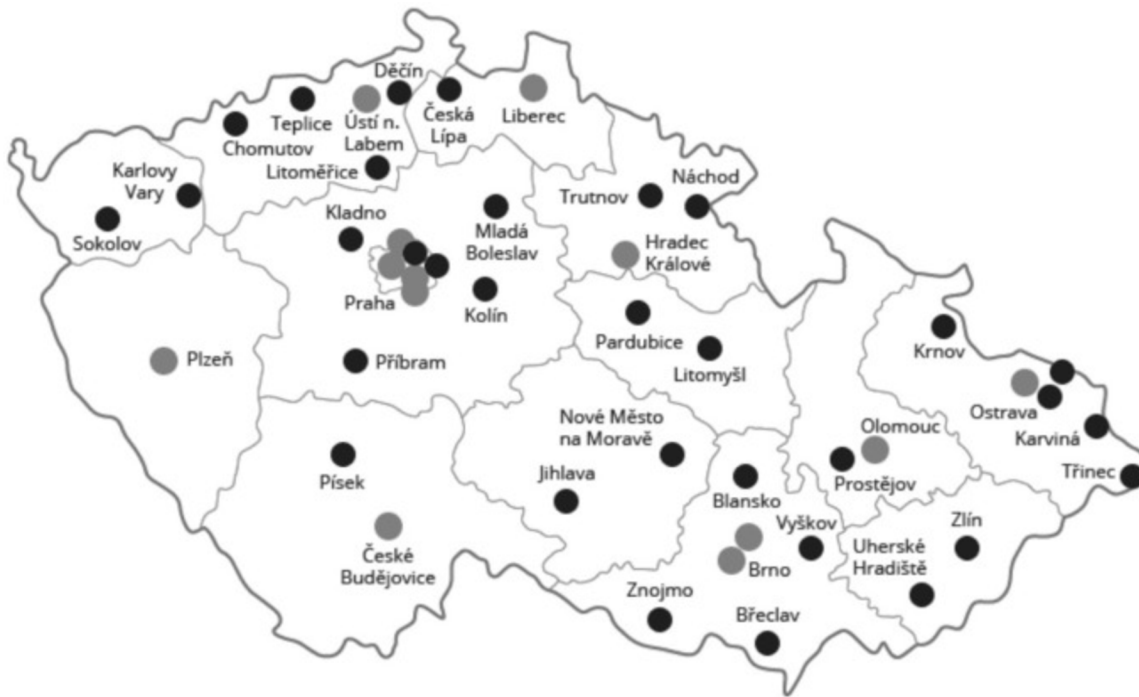 Děčín
Teplice
Ústí n.
Labem
Česká
Lípa
Liberec
Chomutov
Litoměřice
Karlovy
Vary
Sokolov
Trutnov
Náchod
Kladno
Mladá
Boleslav
Hradec
Králové
Praha
Kolín
Pardubice
Krnov
Plzeň
Příbram
Litomyšl
Ostrava
Nové Město
na Moravě
Olomouc
Karviná
Písek
Jihlava
Blansko
Prostějov
Třinec
Vyškov
Zlín
České
Budějovice
Brno
Uherské
Hradiště
Znojmo
Břeclav